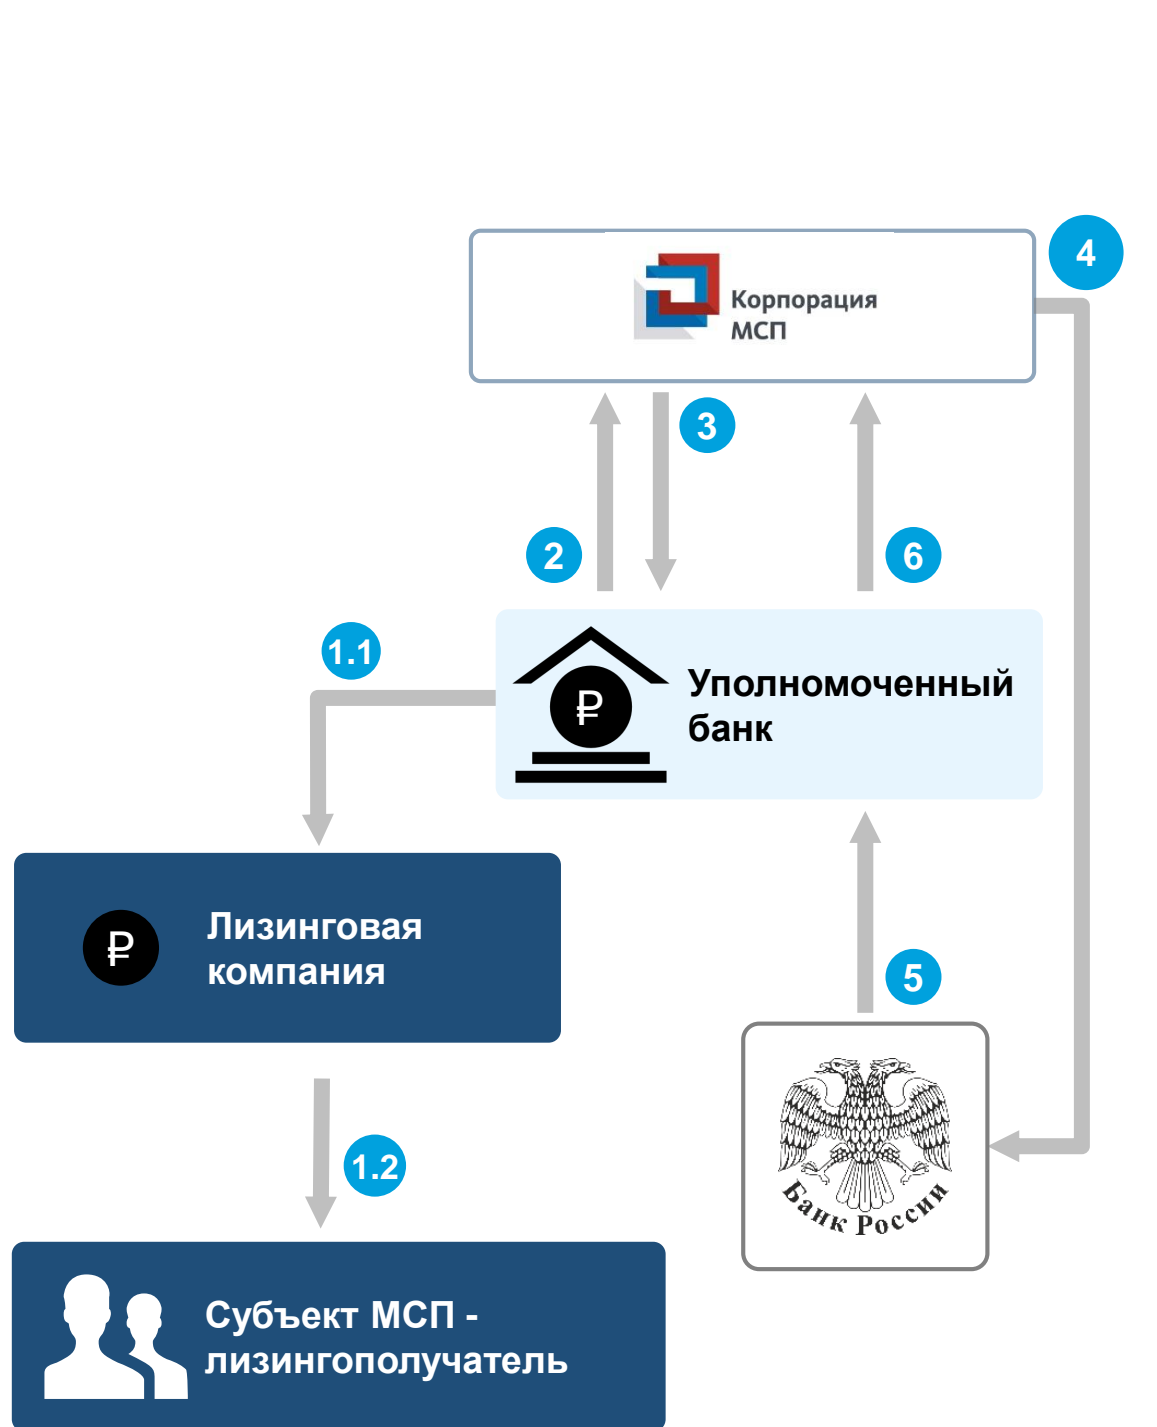 4
Корпорация
МСП
3
2
6
1.1
Уполномоченный
банк
₽
Лизинговая
компания
₽
5
1.2
Банк России
Субъект МСП -
лизингополучатель